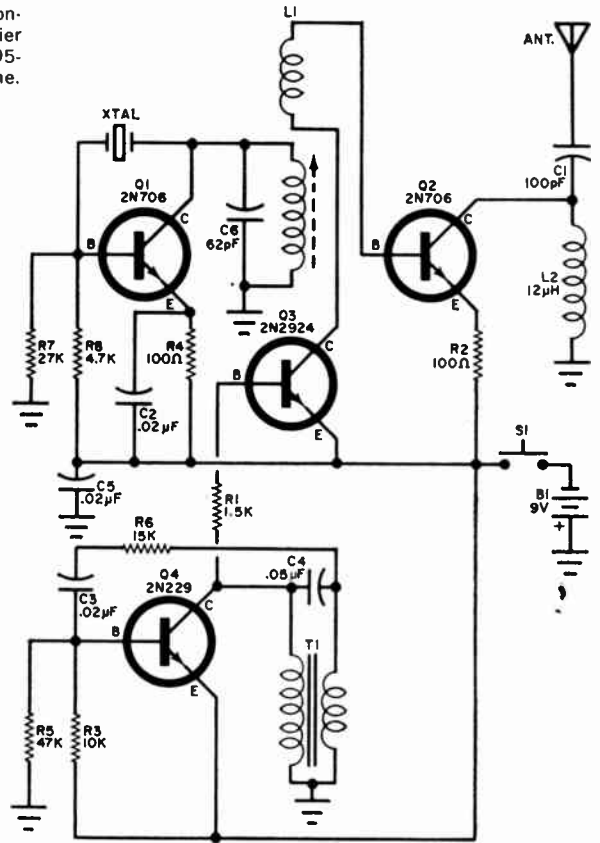 on-
ier
95-
ne.
L1
ANT.
XTAL
C1
100pF
Q1
2N706
C
B
E
C6
62pF
Q2
2N706
C
B
E
L2
12µH
R7
27K
R8
4.7K
R4
100Ω
C2
.02µF
Q3
2N2924
C
B
E
R2
100Ω
S1
B1
9V
+
C5
.02µF
R1
1.5K
R6
15K
C3
.02µF
Q4
2N229
C
B
E
C4
.05µF
T1
R5
47K
R3
10K